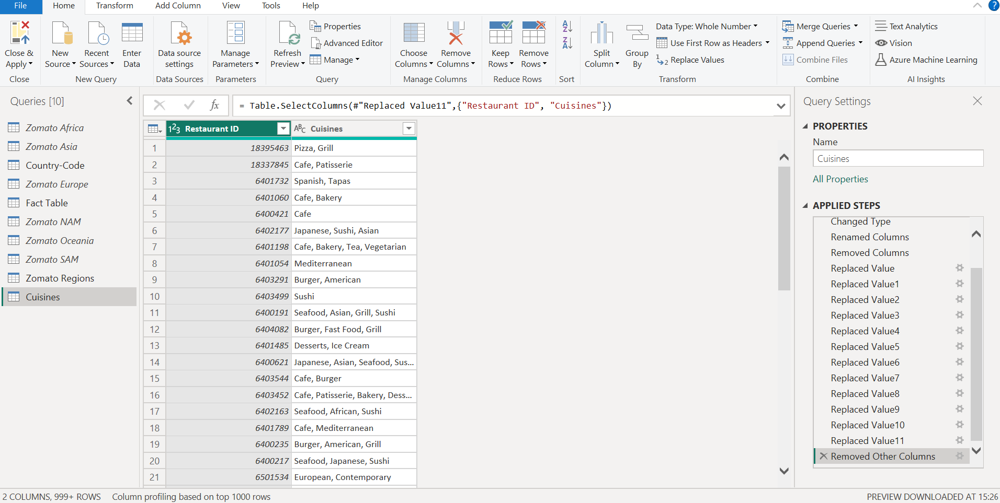 File Home Transform Add Column View Tools Help ?
Close & Apply
New Source
Recent Sources
Enter Data
Data source settings
Manage Parameters
Refresh Preview
Properties
Advanced Editor
Manage
Choose Columns
Remove Columns
Keep Rows
Remove Rows
A Z
Z A
Split Column
Group By
Data Type: Whole Number
Use First Row as Headers
1 2 Replace Values
Merge Queries
Append Queries
Combine Files
Text Analytics
Vision
Azure Machine Learning
Close New Query Data Sources Parameters Query Manage Columns Reduce Rows Sort Transform Combine AI Insights
Queries [10]
Zomato Africa
Zomato Asia
Country-Code
Zomato Europe
Fact Table
Zomato NAM
Zomato Oceania
Zomato SAM
Zomato Regions
Cuisines
fx = Table.SelectColumns(#"Replaced Value11",{"Restaurant ID", "Cuisines"})
123 Restaurant ID ABC Cuisines
1 18395463 Pizza, Grill
2 18337845 Cafe, Patisserie
3 6401732 Spanish, Tapas
4 6401060 Cafe, Bakery
5 6400421 Cafe
6 6402177 Japanese, Sushi, Asian
7 6401198 Cafe, Bakery, Tea, Vegetarian
8 6401054 Mediterranean
9 6403291 Burger, American
10 6403499 Sushi
11 6400191 Seafood, Asian, Grill, Sushi
12 6404082 Burger, Fast Food, Grill
13 6401485 Desserts, Ice Cream
14 6400621 Japanese, Asian, Seafood, Sus...
15 6403544 Cafe, Burger
16 6403452 Cafe, Patisserie, Bakery, Dess...
17 6402163 Seafood, African, Sushi
18 6401789 Cafe, Mediterranean
19 6400235 Burger, American, Grill
20 6400217 Seafood, Japanese, Sushi
21 6501534 European, Contemporary
Query Settings
PROPERTIES
Name
Cuisines
All Properties
APPLIED STEPS
Changed Type
Renamed Columns
Removed Columns
Replaced Value
Replaced Value1
Replaced Value2
Replaced Value3
Replaced Value4
Replaced Value5
Replaced Value6
Replaced Value7
Replaced Value8
Replaced Value9
Replaced Value10
Replaced Value11
Removed Other Columns
2 COLUMNS, 999+ ROWS Column profiling based on top 1000 rows PREVIEW DOWNLOADED AT 15:26